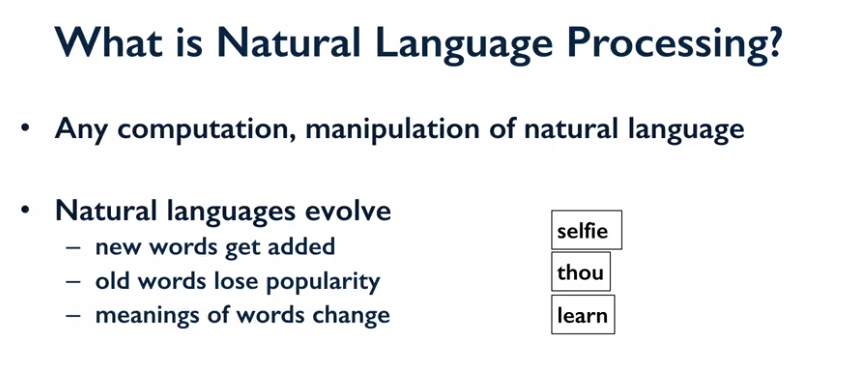 What is Natural Language Processing?
• Any computation, manipulation of natural language
• Natural languages evolve
– new words get added
selfie
– old words lose popularity
thou
– meanings of words change
learn